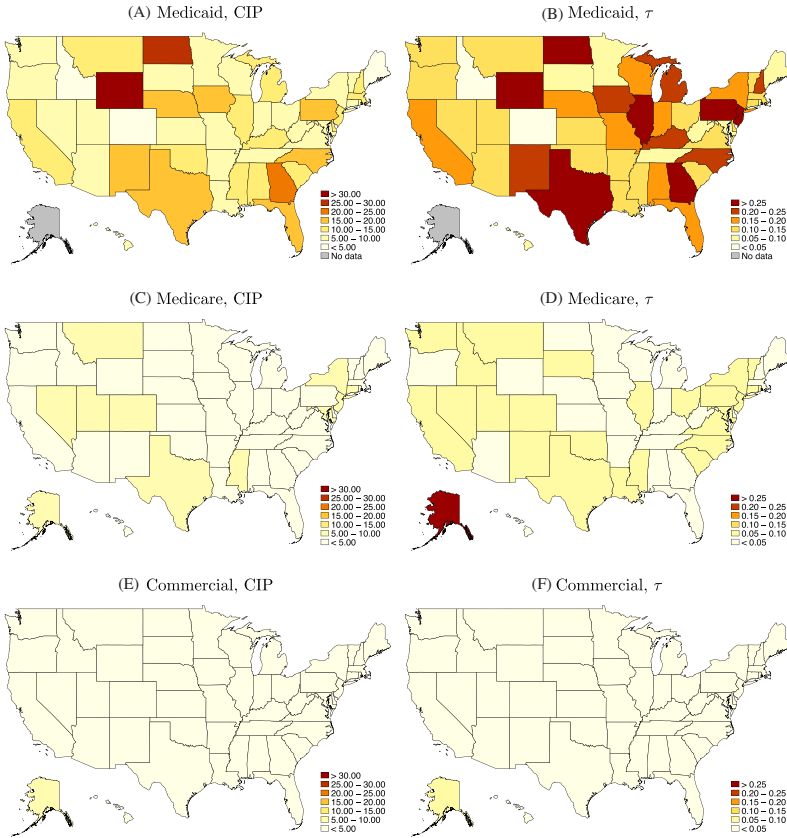 (A) Medicaid, CIP
(B) Medicaid, τ
> 30.00
25.00 – 30.00
20.00 – 25.00
15.00 – 20.00
10.00 – 15.00
5.00 – 10.00
< 5.00
No data
> 0.25
0.20 – 0.25
0.15 – 0.20
0.10 – 0.15
0.05 – 0.10
< 0.05
No data
(C) Medicare, CIP
(D) Medicare, τ
> 30.00
25.00 – 30.00
20.00 – 25.00
15.00 – 20.00
10.00 – 15.00
5.00 – 10.00
< 5.00
> 0.25
0.20 – 0.25
0.15 – 0.20
0.10 – 0.15
0.05 – 0.10
< 0.05
(E) Commercial, CIP
(F) Commercial, τ
> 30.00
25.00 – 30.00
20.00 – 25.00
15.00 – 20.00
10.00 – 15.00
5.00 – 10.00
< 5.00
> 0.25
0.20 – 0.25
0.15 – 0.20
0.10 – 0.15
0.05 – 0.10
< 0.05